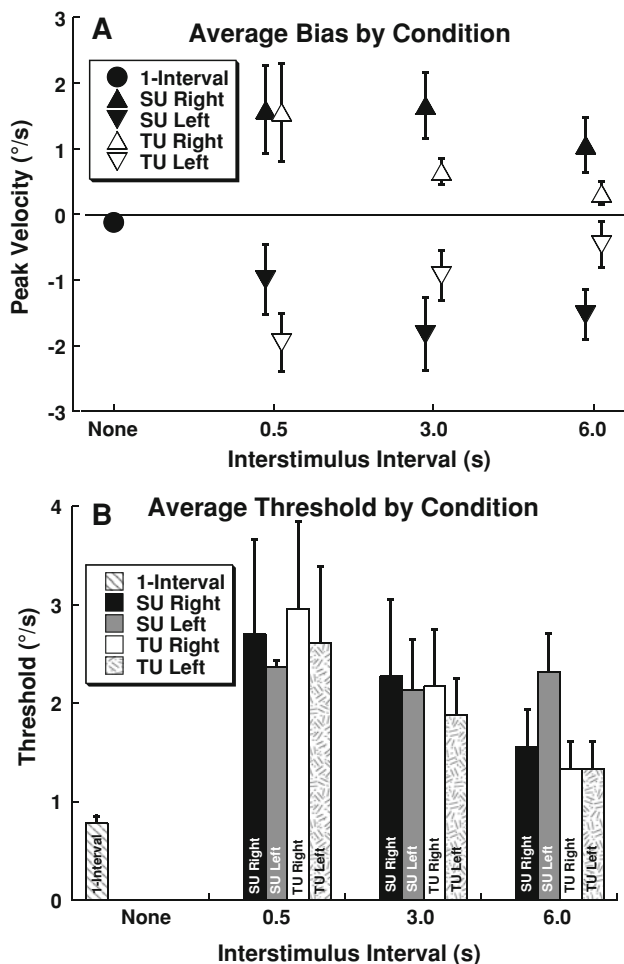 A
Average Bias by Condition
1-Interval
SU Right
SU Left
TU Right
TU Left
Peak Velocity (°/s)
3
2
1
0
-1
-2
-3
None 0.5 3.0 6.0
Interstimulus Interval (s)
B
Average Threshold by Condition
1-Interval
SU Right
SU Left
TU Right
TU Left
Threshold (°/s)
4
3
2
1
0
1-Interval
SU Right
SU Left
TU Right
TU Left
SU Right
SU Left
TU Right
TU Left
SU Right
SU Left
TU Right
TU Left
None 0.5 3.0 6.0
Interstimulus Interval (s)